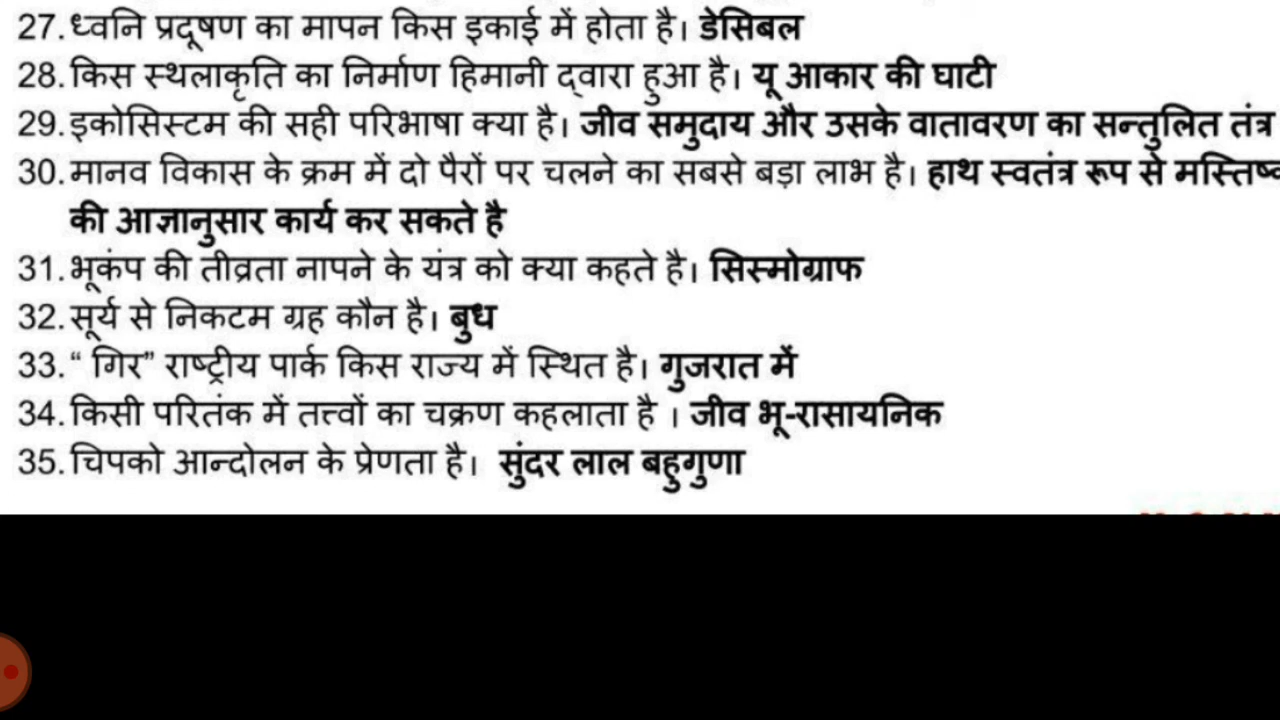 27. ध्वनि प्रदूषण का मापन किस इकाई में होता है। डेसिबल
28. किस स्थलाकृति का निर्माण हिमानी द्वारा हुआ है। यू आकार की घाटी
29. इकोसिस्टम की सही परिभाषा क्या है। जीव समुदाय और उसके वातावरण का सन्तुलित तंत्र
30. मानव विकास के क्रम में दो पैरों पर चलने का सबसे बड़ा लाभ है। हाथ स्वतंत्र रूप से
की आज्ञानुसार कार्य कर सकते है
31. भूकंप की तीव्रता नापने के यंत्र को क्या कहते है। सिस्मोग्राफ
32. सूर्य से निकटम ग्रह कौन है। बुध
33. “ गिर” राष्ट्रीय पार्क किस राज्य में स्थित है। गुजरात में
34. किसी परितंक में तत्त्वों का चक्रण कहलाता है । जीव भू-रासायनिक
35. चिपको आन्दोलन के प्रेणता है। सुंदर लाल बहुगुणा